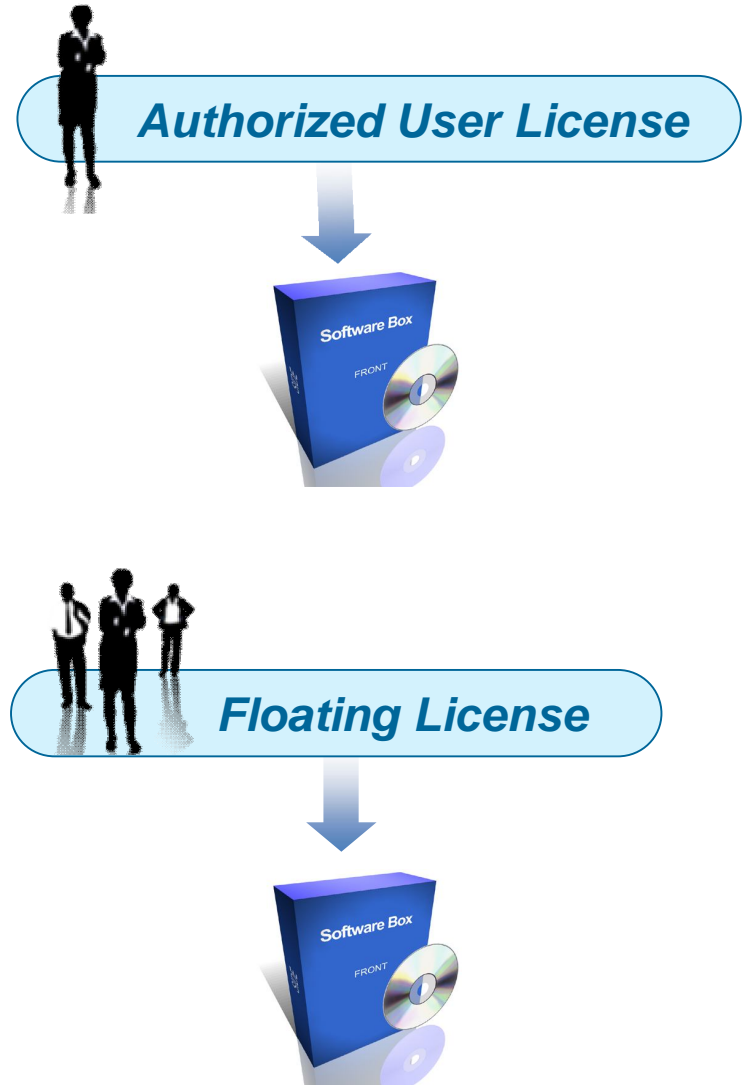 Authorized User License
Software Box
FRONT
Floating License
Software Box
FRONT